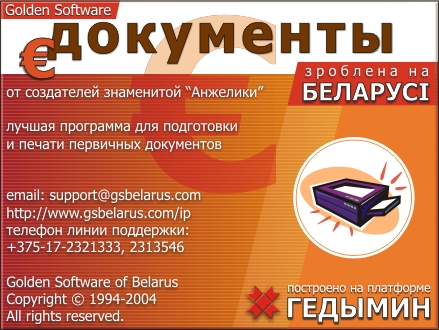 Golden Software
€документы
зроблена на
БЕЛАРУСІ
от создателей знаменитой “Анжелики”
лучшая программа для подготовки
и печати первичных документов
email: support@gsbelarus.com
http://www.gsbelarus.com/ip
телефон линии поддержки:
+375-17-2321333, 2313546
Golden Software of Belarus
Copyright © 1994-2004
All rights reserved.
построено на платформе
ГЕДЫМИН